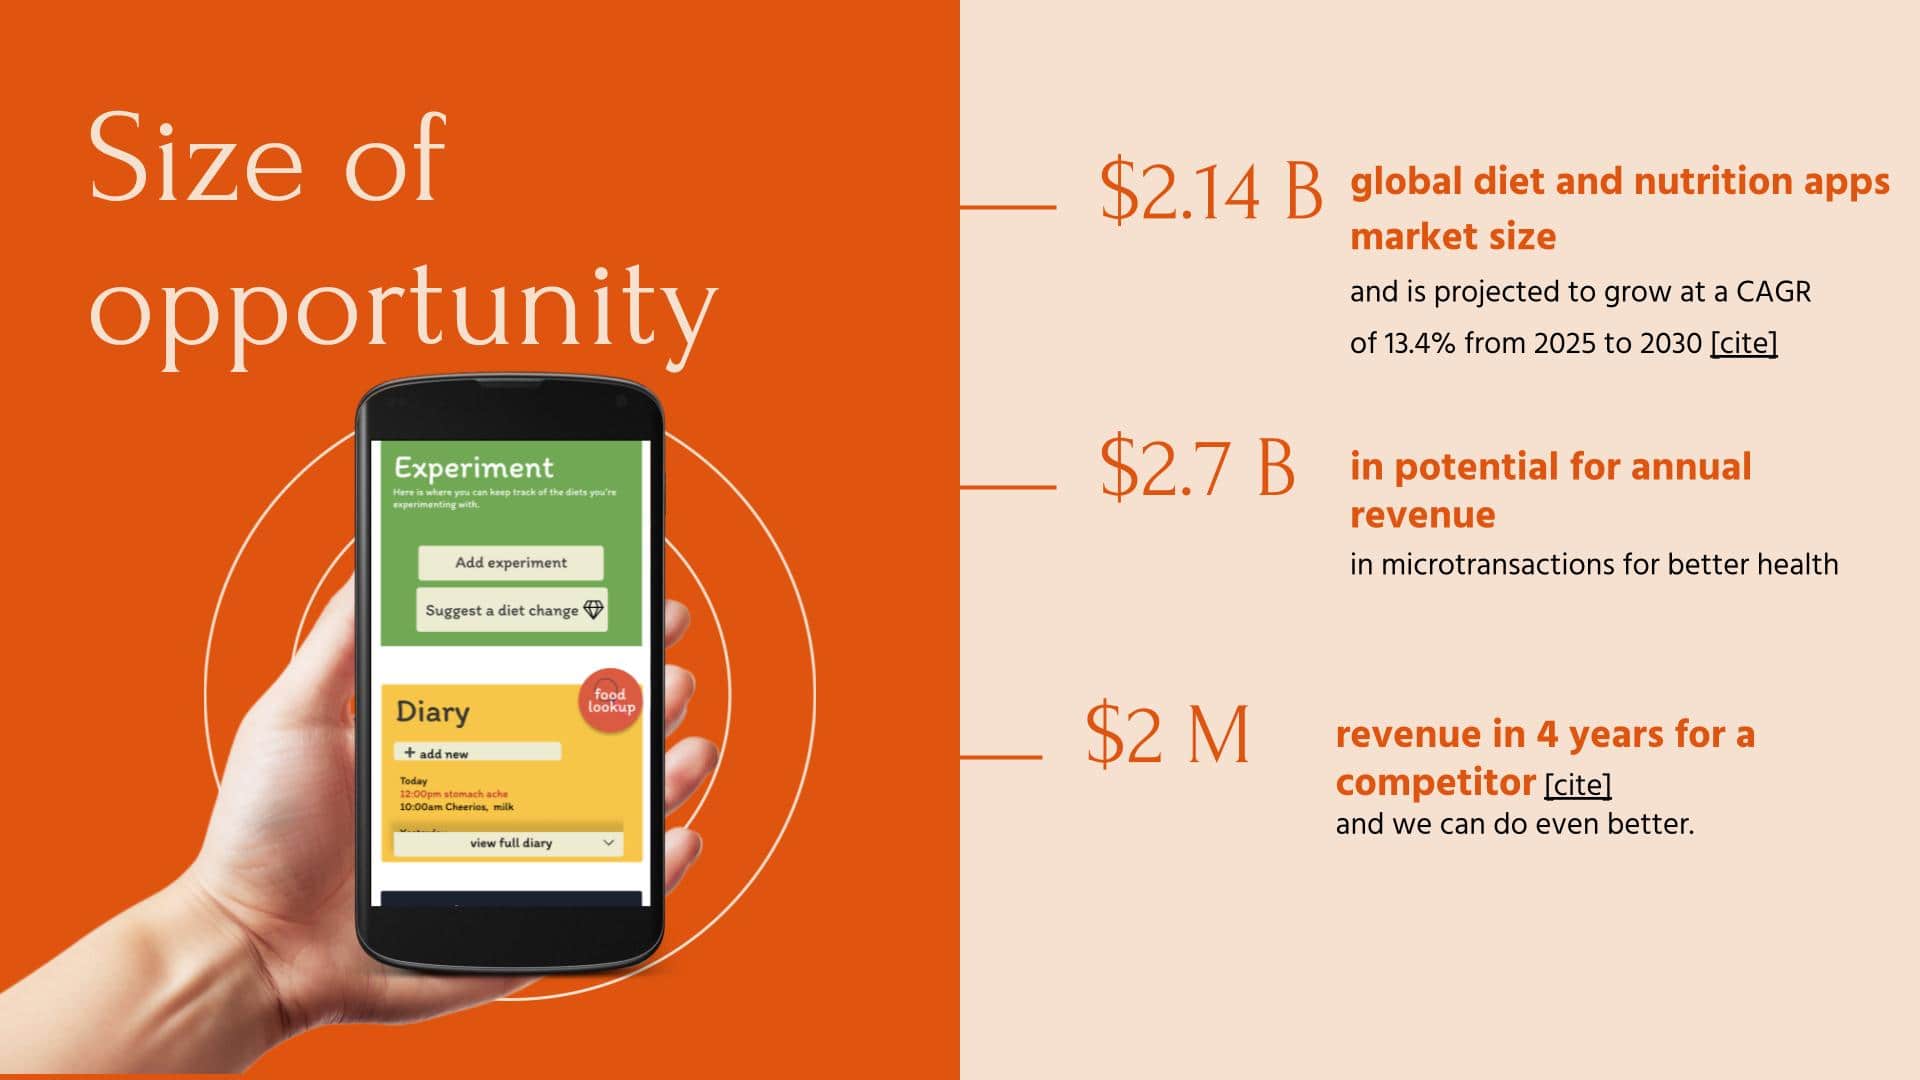 Size of
opportunity
Experiment
Here is where you can keep track of the diets you're
experimenting with.
Add experiment
Suggest a diet change
Diary
food
lookup
+ add new
Today
12:00pm stomach ache
10:00am Cheerios, milk
view full diary
$2.14 B
global diet and nutrition apps
market size
and is projected to grow at a CAGR
of 13.4% from 2025 to 2030 [cite]
$2.7 B
in potential for annual
revenue
in microtransactions for better health
$2 M
revenue in 4 years for a
competitor [cite]
and we can do even better.